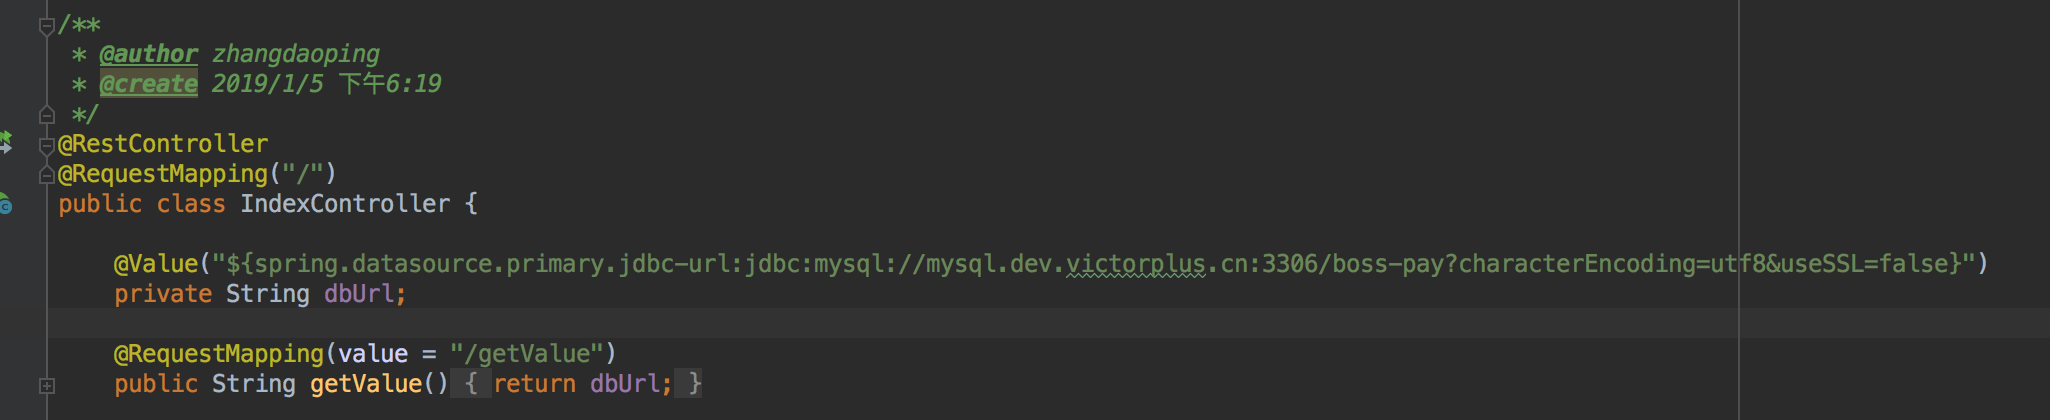 /**
* @author zhangdaoping
* @create 2019/1/5 下午6:19
*/
@RestController
@RequestMapping("/")
public class IndexController {
@Value("${spring.datasource.primary.jdbc-url:jdbc:mysql://mysql.dev.victorplus.cn:3306/boss-pay?characterEncoding=utf8&useSSL=false}")
private String dbUrl;
@RequestMapping(value = "/getValue")
public String getValue() { return dbUrl; }